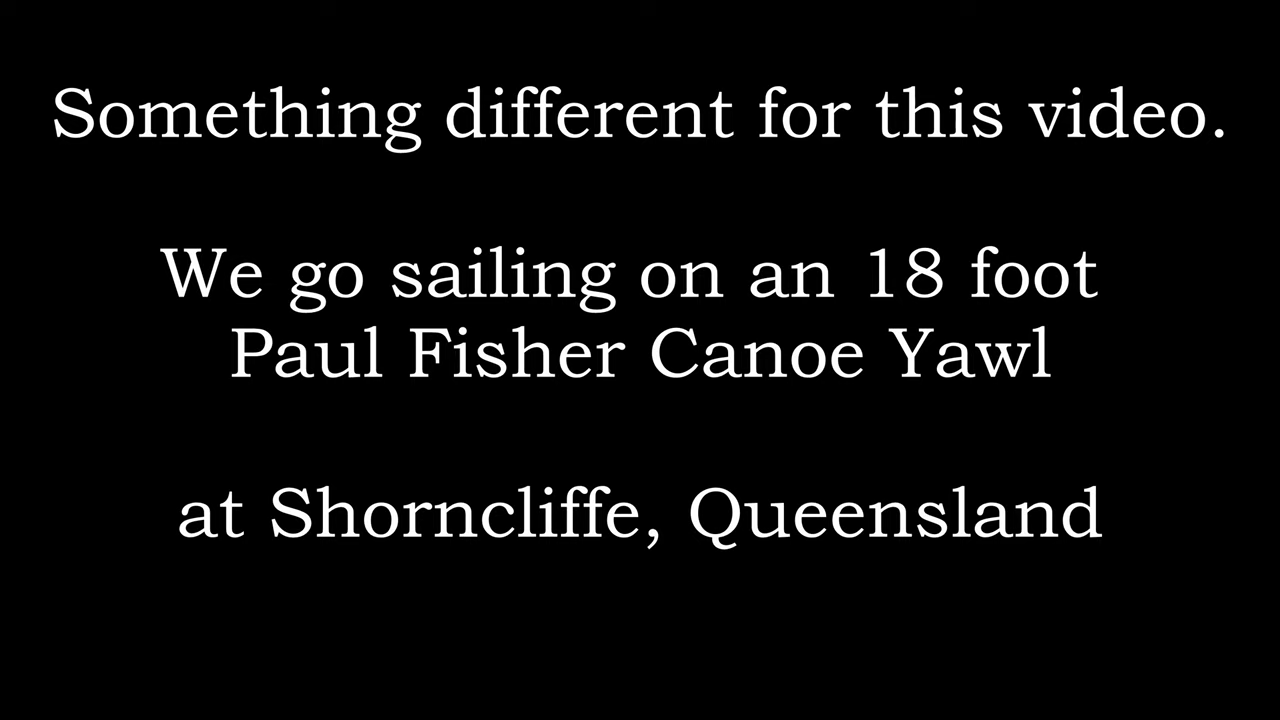 Something different for this video.
We go sailing on an 18 foot
Paul Fisher Canoe Yawl
at Shorncliffe, Queensland